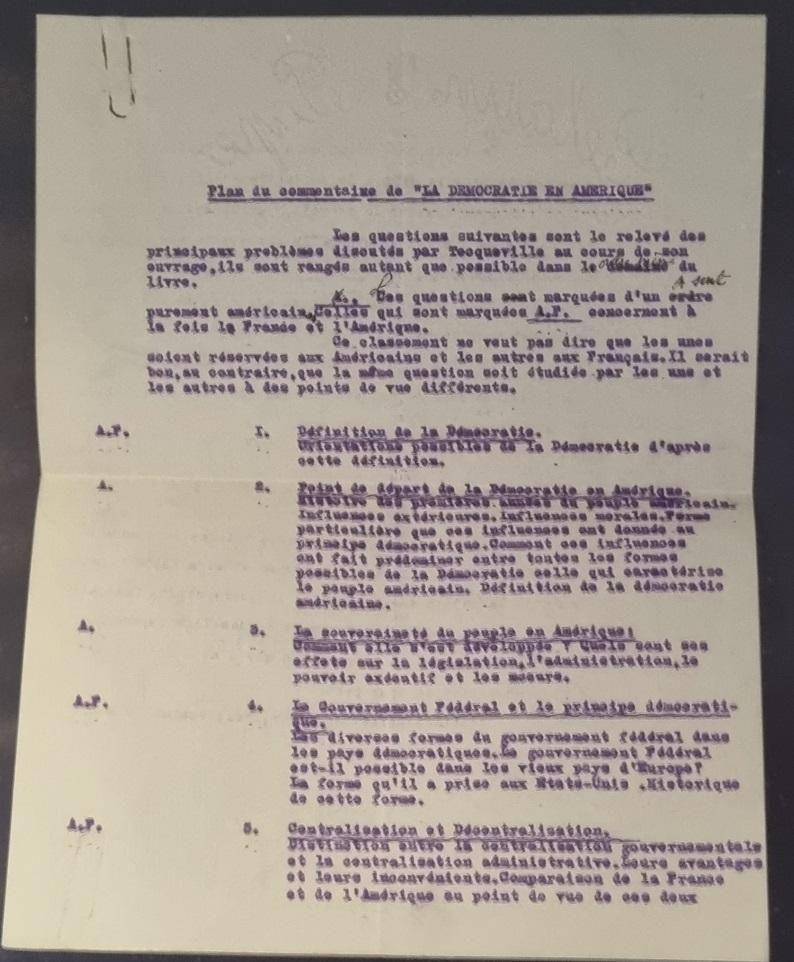 Plan du commentaire de "LA DEMOCRATIE EN AMERIQUE"
Les questions suivantes sont le relevé des
principaux problèmes discutés par Tocqueville au cours de son
ouvrage,ils sont rangés autant que possible dans le du
livre.
A. Ces questions sont marquées d'un A sont
purement américain. Celles qui sont marquées A.F. concernent à
la fois la France et l'Amérique.
Ce classement ne veut pas dire que les unes
soient réservées aux Américains et les autres aux Français.Il serait
bon,au contraire,que la même question soit étudiée par les uns et
les autres à des points de vue différents.
A.F. I. Définition de la Démocratie.
Orientations possibles de la Démocratie d'après
cette définition.
A. 2. Point de départ de la Démocratie en Amérique.
Histoire des premières années du peuple américain.
Influences extérieures.Influences morales.Forme
particulière que ces influences ont donnée au
principe démocratique.Comment ces influences
ont fait prédominer entre toutes les formes
possibles de la Démocratie celle qui caractérise
le peuple américain. Définition de la démocratie
américaine.
A. 3. La souveraineté du peuple en Amérique:
Comment elle s'est développée ? Quels sont ses
effets sur la législation,l'administration,le
pouvoir exécutif et les moeurs.
A.F. 4. Le Gouvernement Fédéral et le principe démocrati-
que.
Les diverses formes du gouvernement fédéral dans
les pays démocratiques.Le gouvernement Fédéral
est-il possible dans les vieux pays d'Europe?
La forme qu'il a prise aux Etats-Unis .Historique
de cette forme.
A.F. 5. Centralisation et Décentralisation.
Distinction entre la centralisation gouvernementale
et la centralisation administrative.Leurs avantages
et leurs inconvénients.Comparaison de la France
et de l'Amérique au point de vue de ces deux